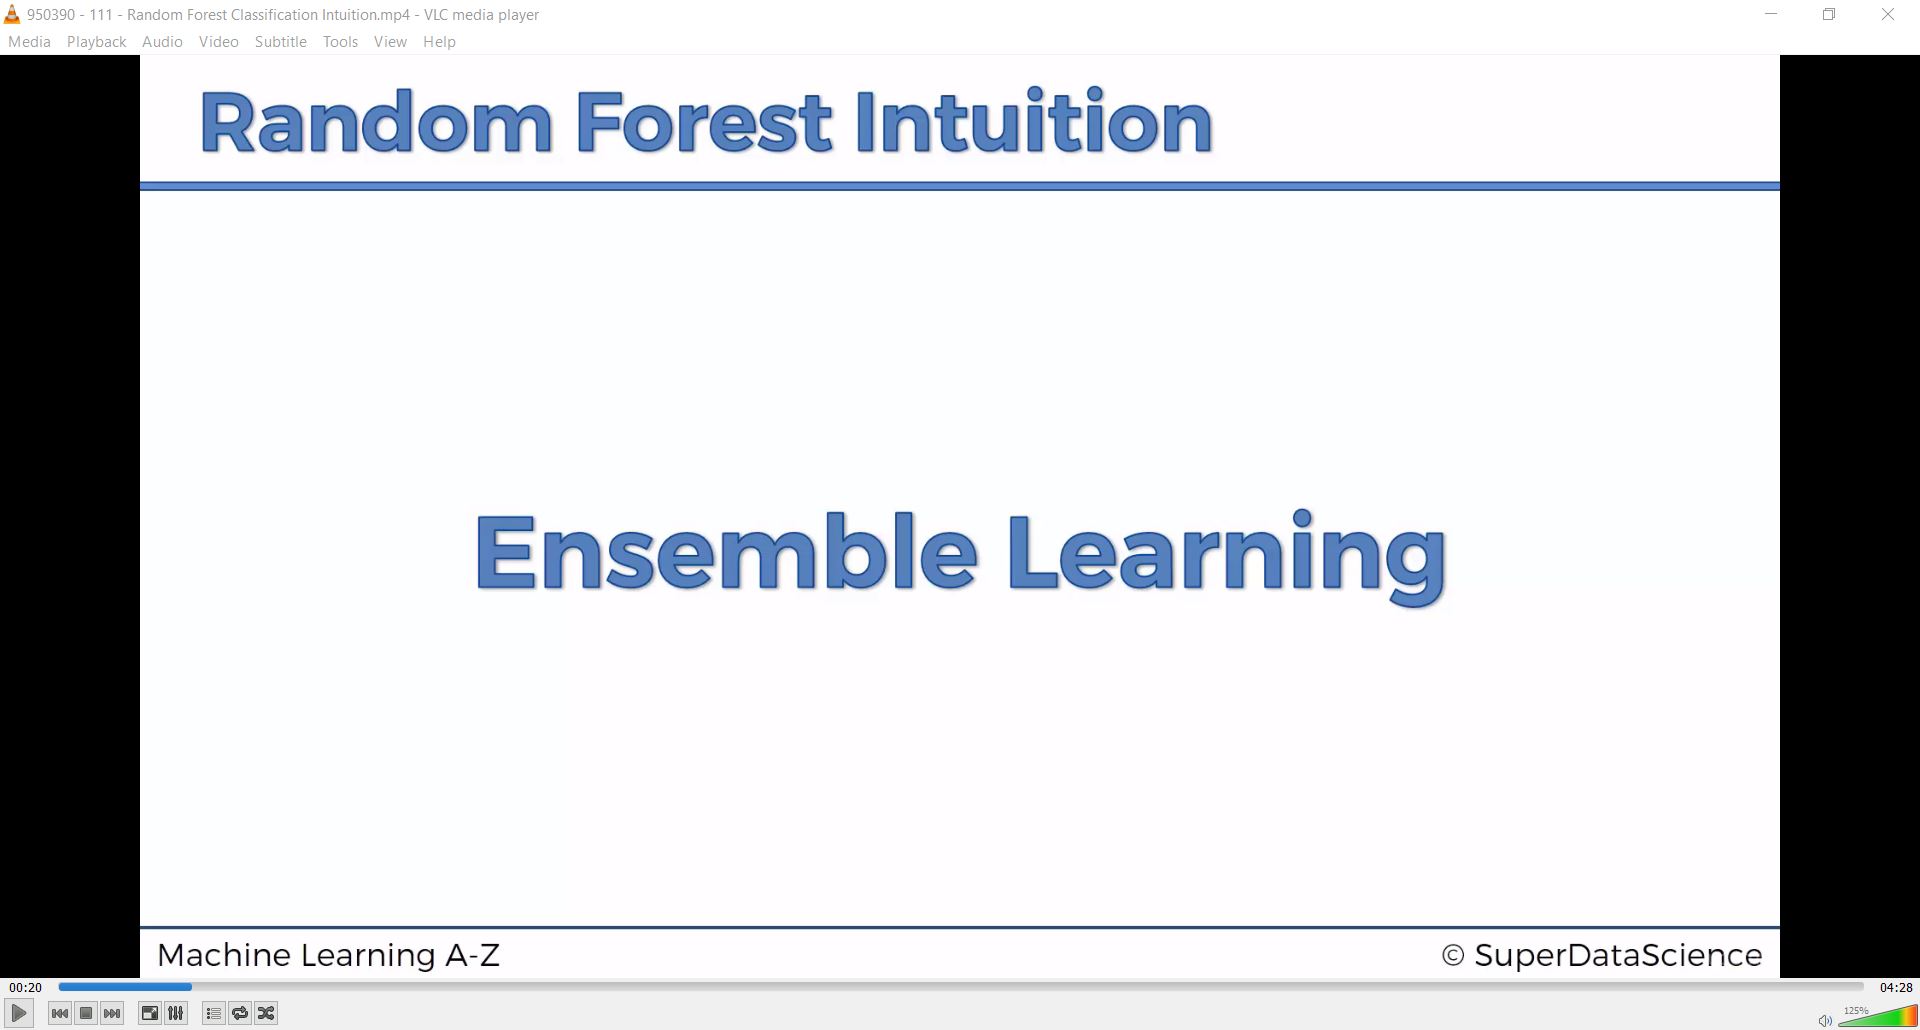 950390 - 111 - Random Forest Classification Intuition.mp4 - VLC media player
Media Playback Audio Video Subtitle Tools View Help
Random Forest Intuition
Ensemble Learning
Machine Learning A-Z
© SuperDataScience
00:20
04:28
125%